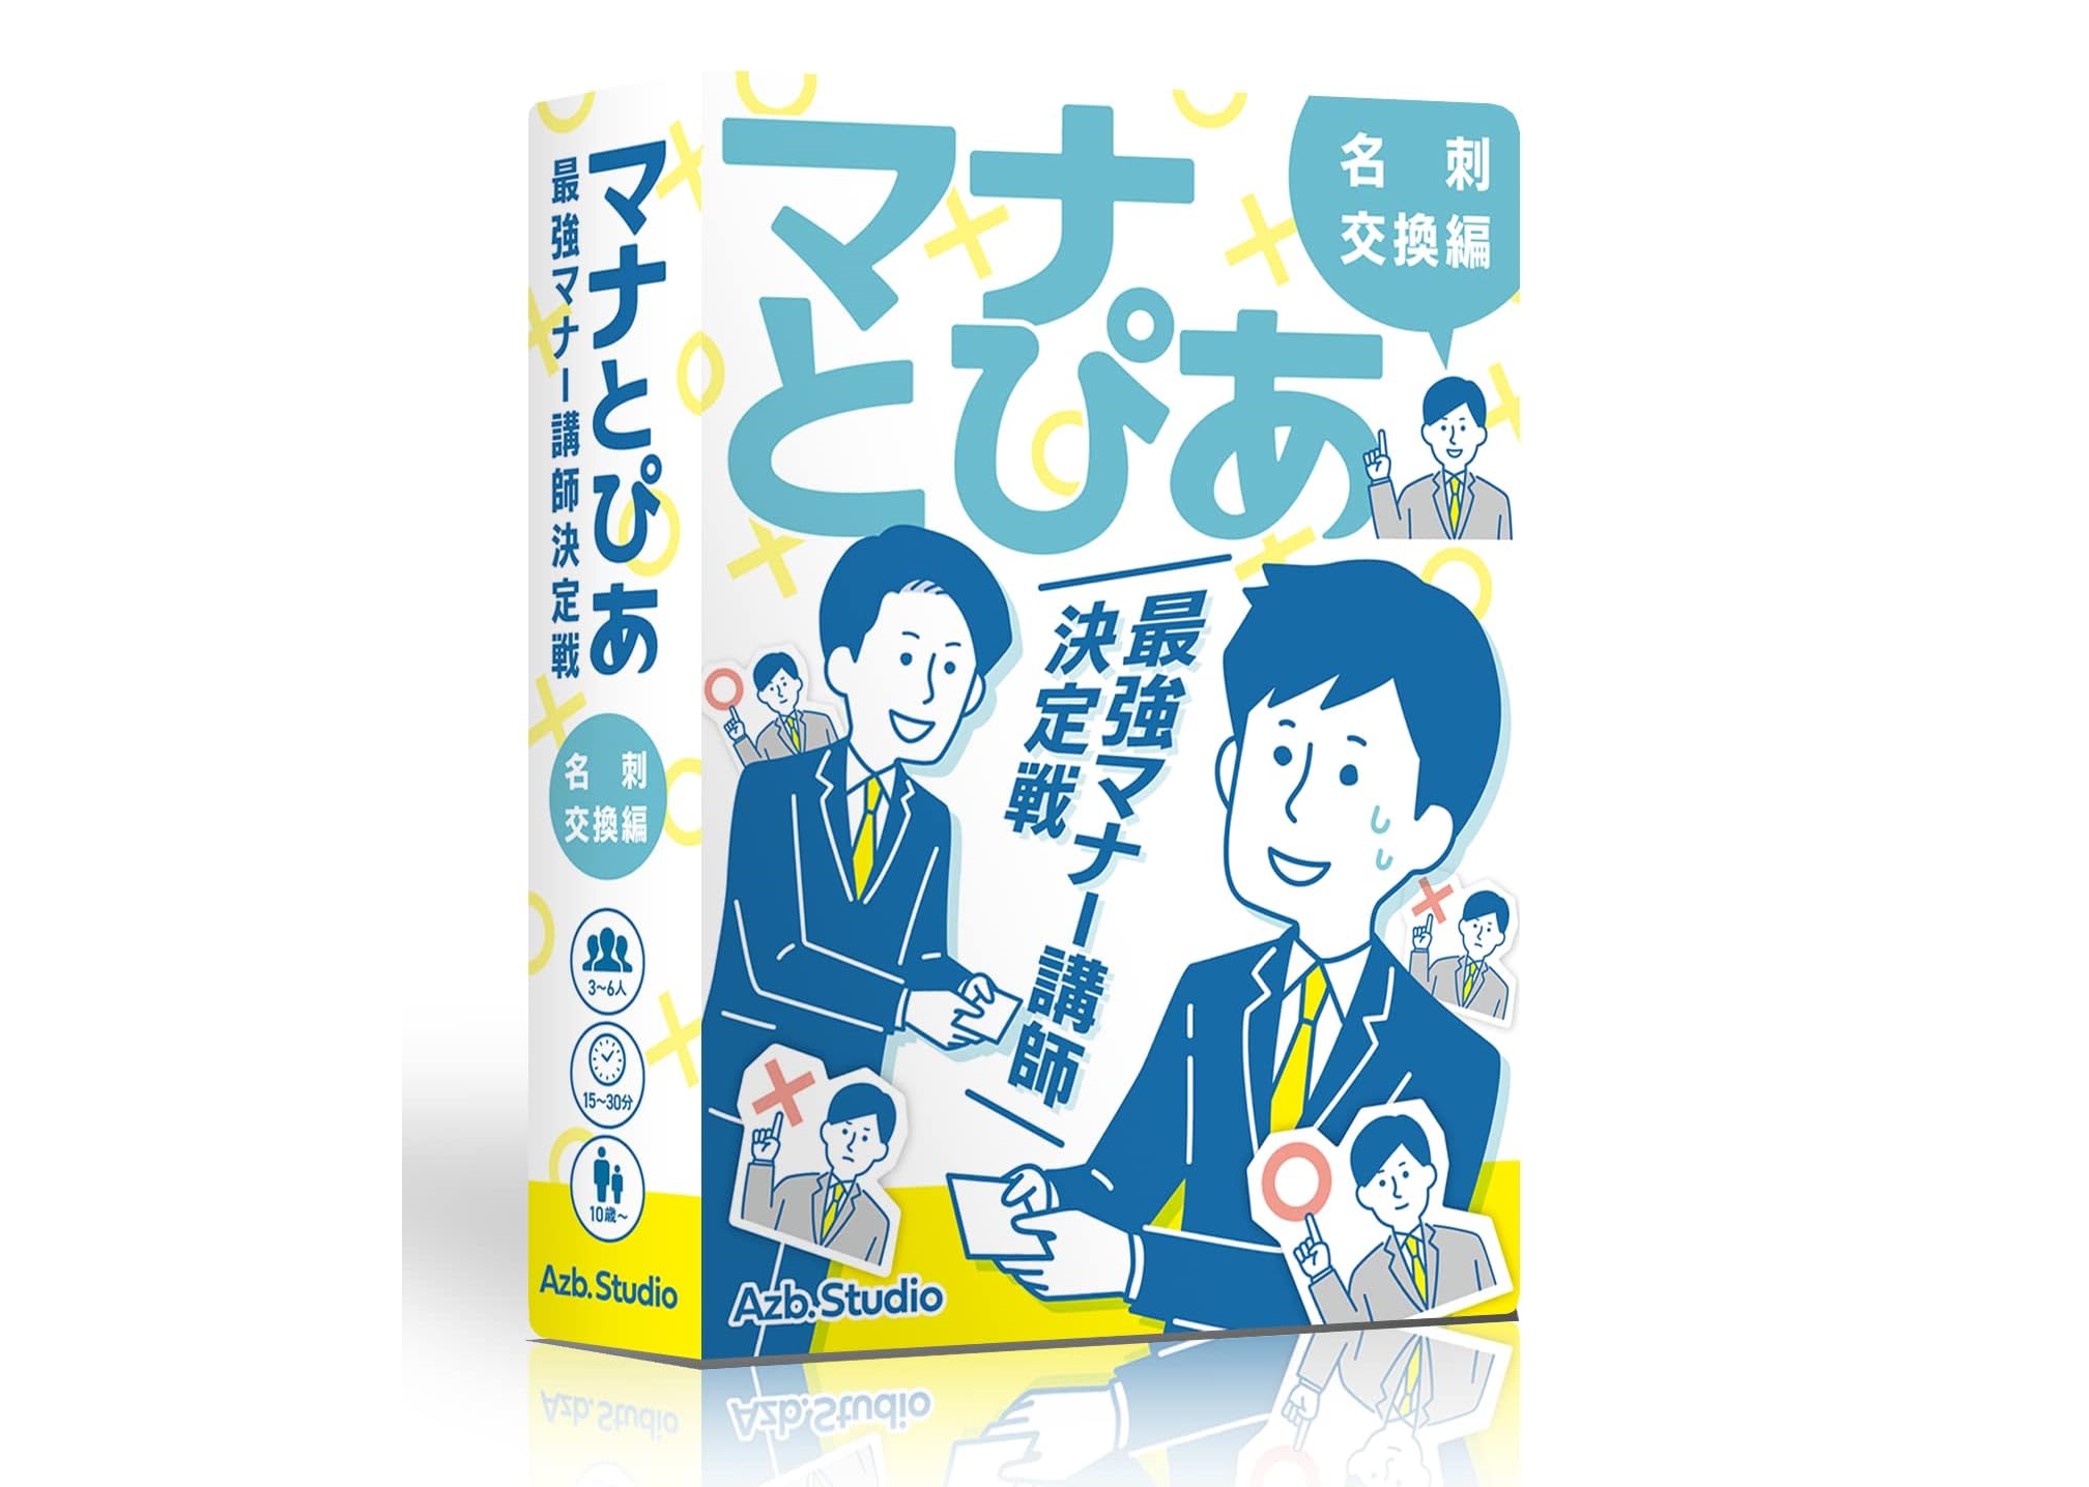 マナとぴあ
最強マナー講師決定戦
名刺
交換編
3〜6人
15〜30分
10歳〜
Azb.Studio
マナ
とぴあ
名刺
交換編
最強マナー講師
決定戦
Azb.Studio